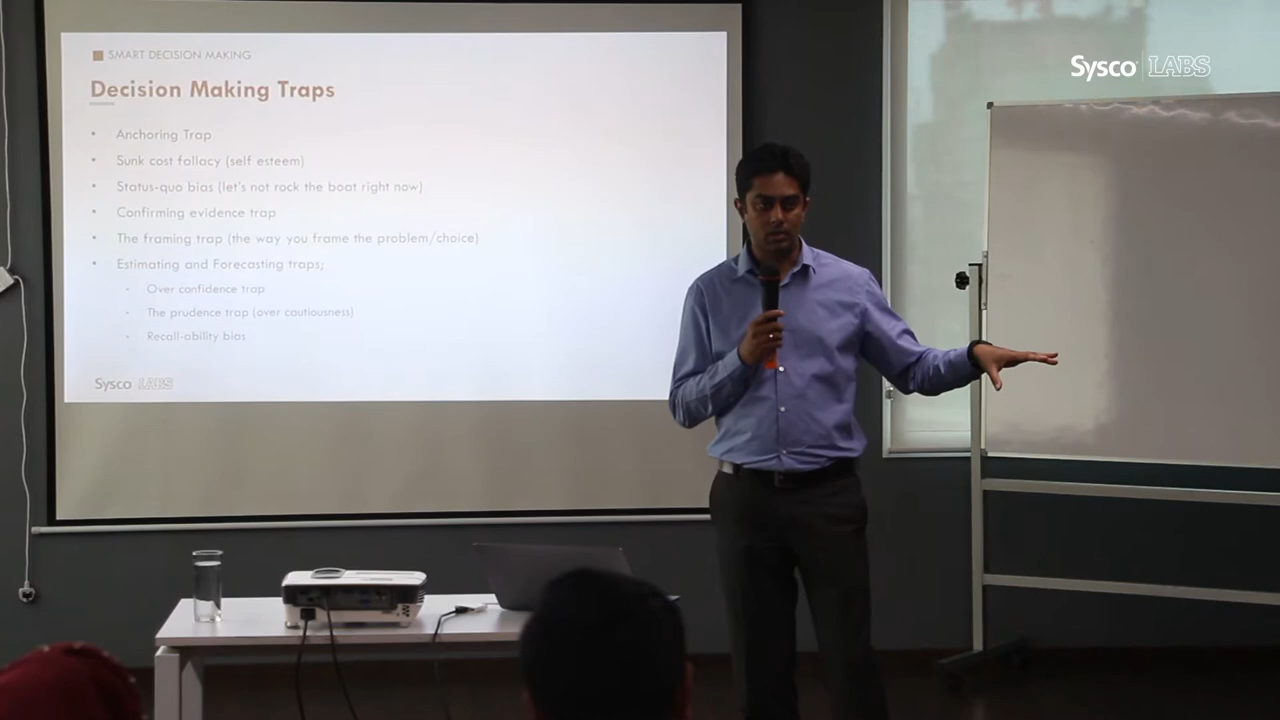 SMART DECISION MAKING
Decision Making Traps
• Anchoring Trap
• Sunk cost fallacy (self esteem)
• Status-quo bias (let's not rock the boat right now)
• Confirming evidence trap
• The framing trap (the way you frame the problem/choice)
• Estimating and Forecasting traps;
• Over confidence trap
• The prudence trap (over cautiousness)
• Recall-ability bias
Sysco LABS
Sysco LABS